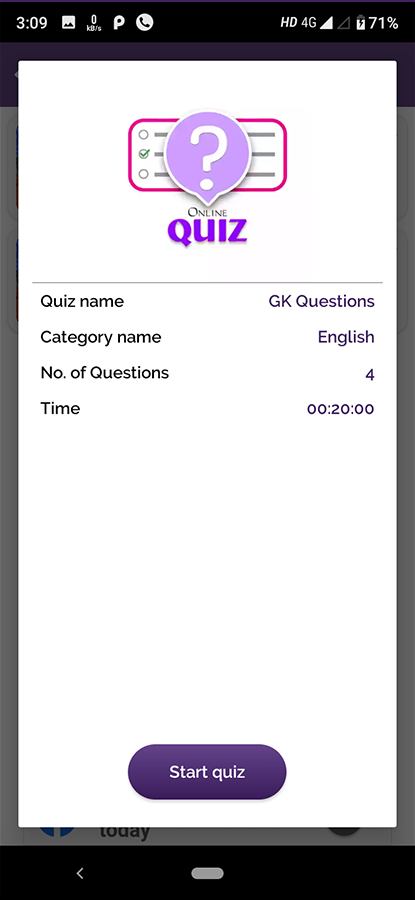 3:09 0 kB/s HD 4G 71%
ONLINE
QUIZ
Quiz name GK Questions
Category name English
No. of Questions 4
Time 00:20:00
Start quiz
today